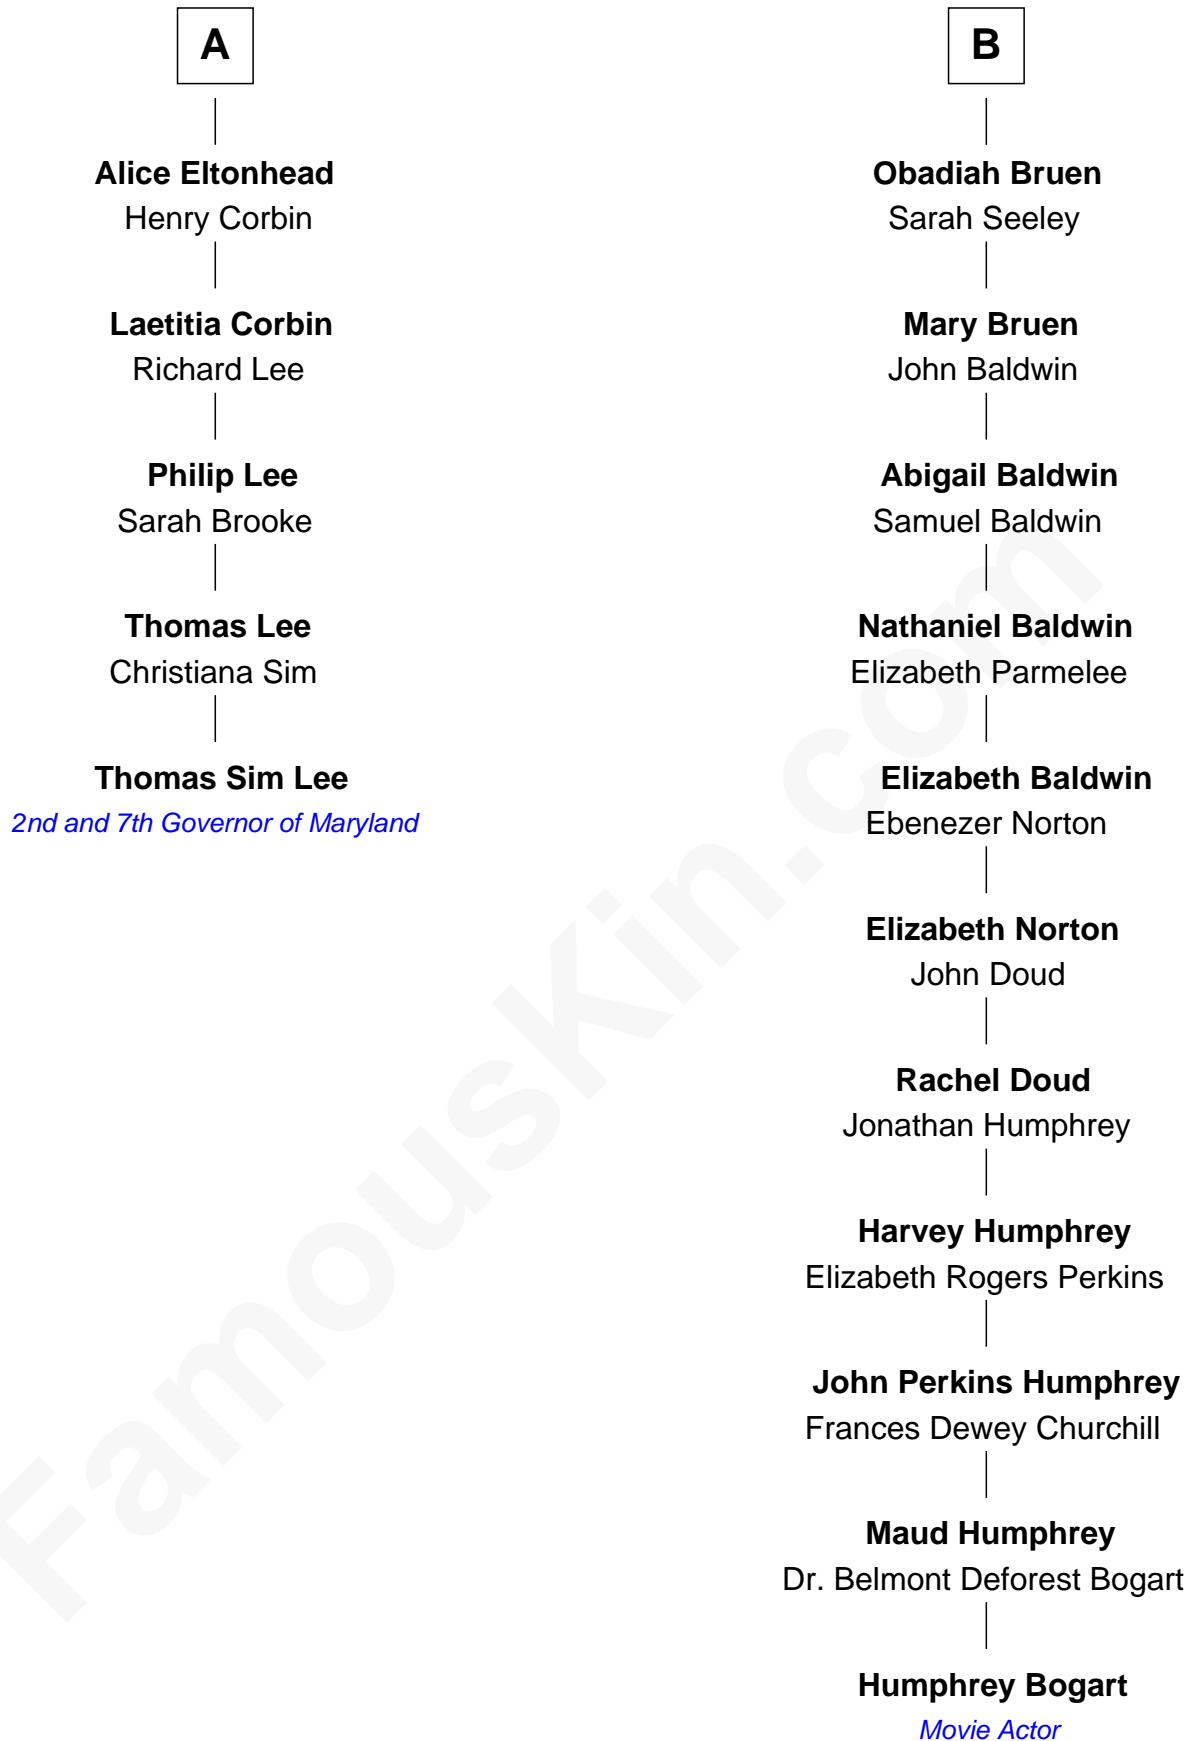 A
Alice Eltonhead
Henry Corbin
Laetitia Corbin
Richard Lee
Philip Lee
Sarah Brooke
Thomas Lee
Christiana Sim
Thomas Sim Lee
2nd and 7th Governor of Maryland
B
Obadiah Bruen
Sarah Seeley
Mary Bruen
John Baldwin
Abigail Baldwin
Samuel Baldwin
Nathaniel Baldwin
Elizabeth Parmelee
Elizabeth Baldwin
Ebenezer Norton
Elizabeth Norton
John Doud
Rachel Doud
Jonathan Humphrey
Harvey Humphrey
Elizabeth Rogers Perkins
John Perkins Humphrey
Frances Dewey Churchill
Maud Humphrey
Dr. Belmont Deforest Bogart
Humphrey Bogart
Movie Actor
FamousKin.com